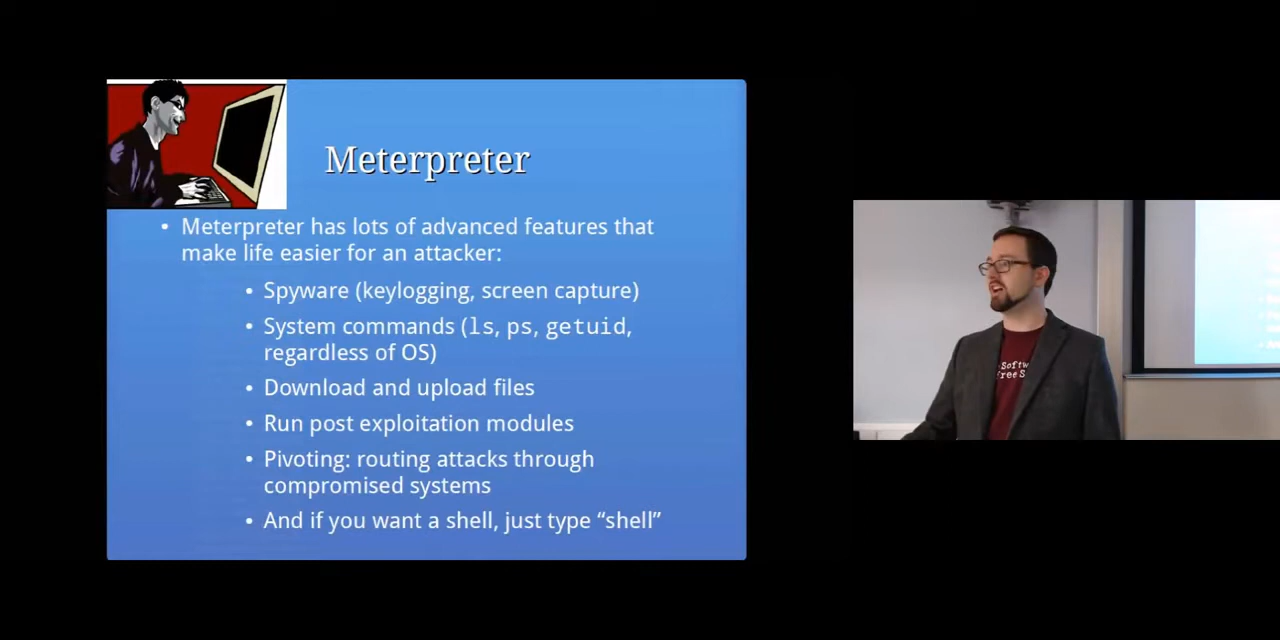 Meterpreter
• Meterpreter has lots of advanced features that
make life easier for an attacker:
• Spyware (keylogging, screen capture)
• System commands (ls, ps, getuid,
regardless of OS)
• Download and upload files
• Run post exploitation modules
• Pivoting: routing attacks through
compromised systems
• And if you want a shell, just type “shell”
Softw